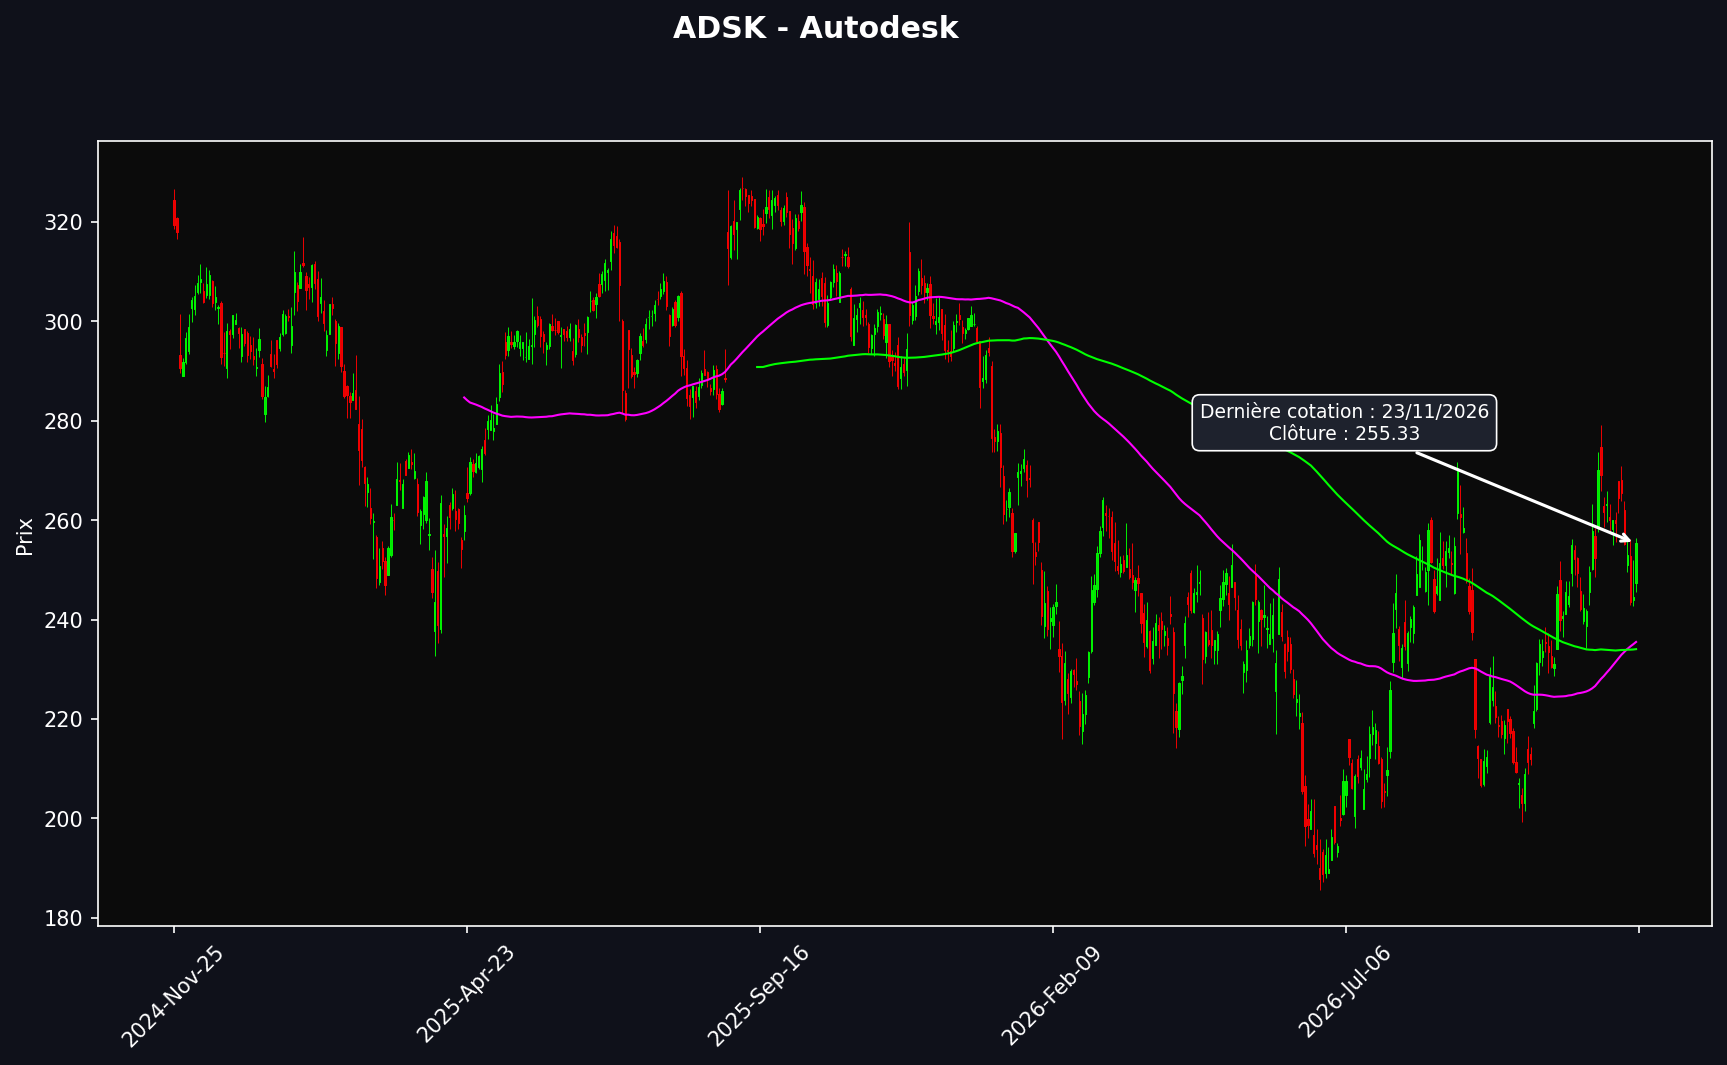 ADSK - Autodesk
Prix
320
300
280
260
240
220
200
180
Dernière cotation : 23/11/2026
Clôture : 255.33
2024-Nov-25
2025-Apr-23
2025-Sep-16
2026-Feb-09
2026-Jul-06